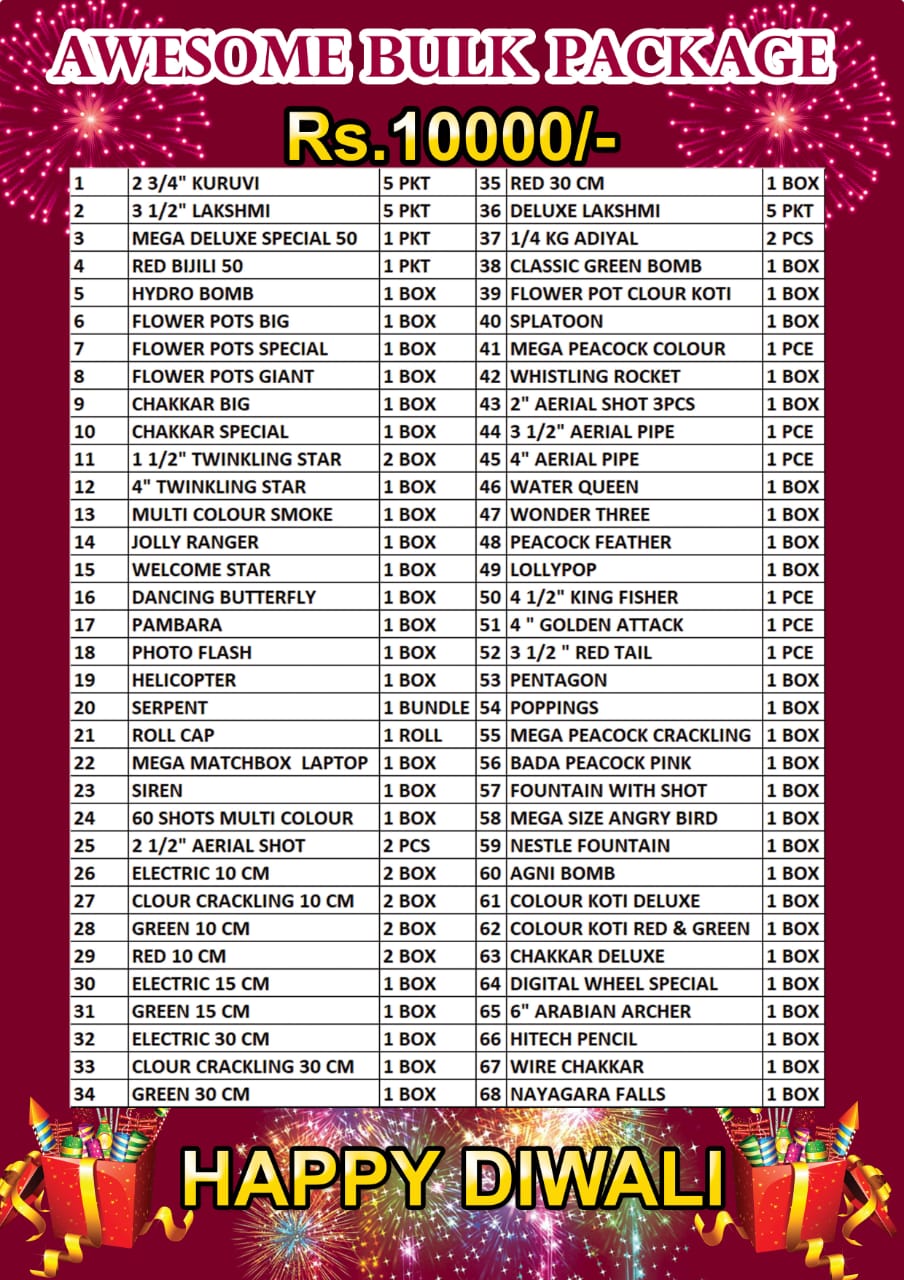 AWESOME BULK PACKAGE
Rs.10000/-
1 2 3/4" KURUVI 5 PKT 35 RED 30 CM 1 BOX
2 3 1/2" LAKSHMI 5 PKT 36 DELUXE LAKSHMI 5 PKT
3 MEGA DELUXE SPECIAL 50 1 PKT 37 1/4 KG ADIYAL 2 PCS
4 RED BIJILI 50 1 PKT 38 CLASSIC GREEN BOMB 1 BOX
5 HYDRO BOMB 1 BOX 39 FLOWER POT CLOUR KOTI 1 BOX
6 FLOWER POTS BIG 1 BOX 40 SPLATOON 1 BOX
7 FLOWER POTS SPECIAL 1 BOX 41 MEGA PEACOCK COLOUR 1 PCE
8 FLOWER POTS GIANT 1 BOX 42 WHISTLING ROCKET 1 BOX
9 CHAKKAR BIG 1 BOX 43 2" AERIAL SHOT 3PCS 1 BOX
10 CHAKKAR SPECIAL 1 BOX 44 3 1/2" AERIAL PIPE 1 PCE
11 1 1/2" TWINKLING STAR 2 BOX 45 4" AERIAL PIPE 1 PCE
12 4" TWINKLING STAR 1 BOX 46 WATER QUEEN 1 BOX
13 MULTI COLOUR SMOKE 1 BOX 47 WONDER THREE 1 BOX
14 JOLLY RANGER 1 BOX 48 PEACOCK FEATHER 1 BOX
15 WELCOME STAR 1 BOX 49 LOLLYPOP 1 BOX
16 DANCING BUTTERFLY 1 BOX 50 4 1/2" KING FISHER 1 PCE
17 PAMBARA 1 BOX 51 4 " GOLDEN ATTACK 1 PCE
18 PHOTO FLASH 1 BOX 52 3 1/2 " RED TAIL 1 PCE
19 HELICOPTER 1 BOX 53 PENTAGON 1 BOX
20 SERPENT 1 BUNDLE 54 POPPINGS 1 BOX
21 ROLL CAP 1 ROLL 55 MEGA PEACOCK CRACKLING 1 BOX
22 MEGA MATCHBOX LAPTOP 1 BOX 56 BADA PEACOCK PINK 1 BOX
23 SIREN 1 BOX 57 FOUNTAIN WITH SHOT 1 BOX
24 60 SHOTS MULTI COLOUR 1 BOX 58 MEGA SIZE ANGRY BIRD 1 BOX
25 2 1/2" AERIAL SHOT 2 PCS 59 NESTLE FOUNTAIN 1 BOX
26 ELECTRIC 10 CM 2 BOX 60 AGNI BOMB 1 BOX
27 CLOUR CRACKLING 10 CM 2 BOX 61 COLOUR KOTI DELUXE 1 BOX
28 GREEN 10 CM 2 BOX 62 COLOUR KOTI RED & GREEN 1 BOX
29 RED 10 CM 2 BOX 63 CHAKKAR DELUXE 1 BOX
30 ELECTRIC 15 CM 1 BOX 64 DIGITAL WHEEL SPECIAL 1 BOX
31 GREEN 15 CM 1 BOX 65 6" ARABIAN ARCHER 1 BOX
32 ELECTRIC 30 CM 1 BOX 66 HITECH PENCIL 1 BOX
33 CLOUR CRACKLING 30 CM 1 BOX 67 WIRE CHAKKAR 1 BOX
34 GREEN 30 CM 1 BOX 68 NAYAGARA FALLS 1 BOX
HAPPY DIWALI